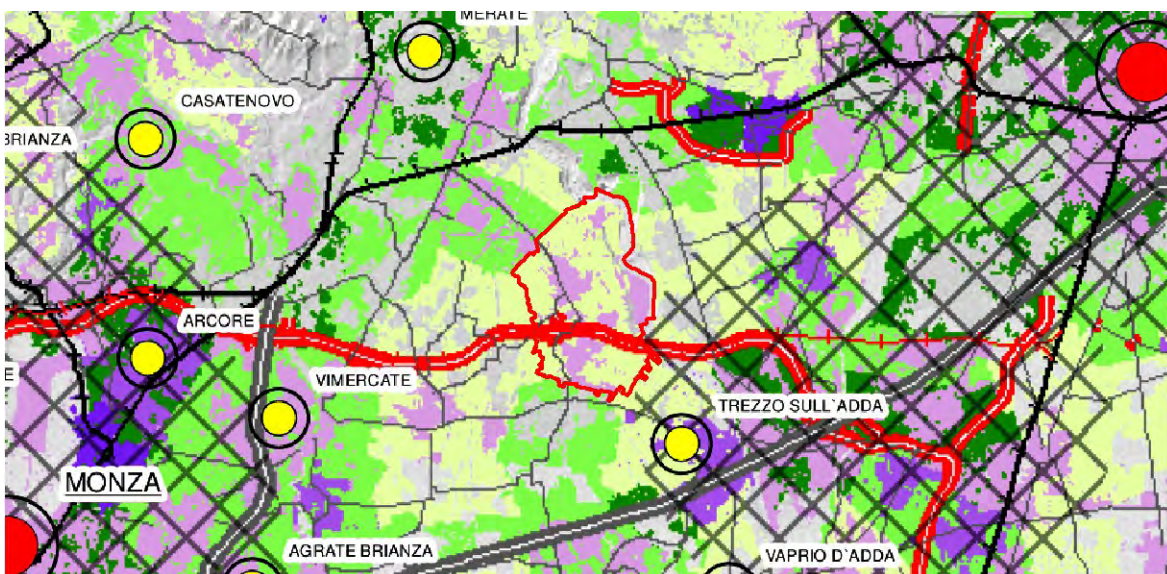 MERATE
CASATENOVO
BRIANZA
ARCORE
E
VIMERCATE
TREZZO SULL`ADDA
MONZA
AGRATE BRIANZA
VAPRIO D`ADDA